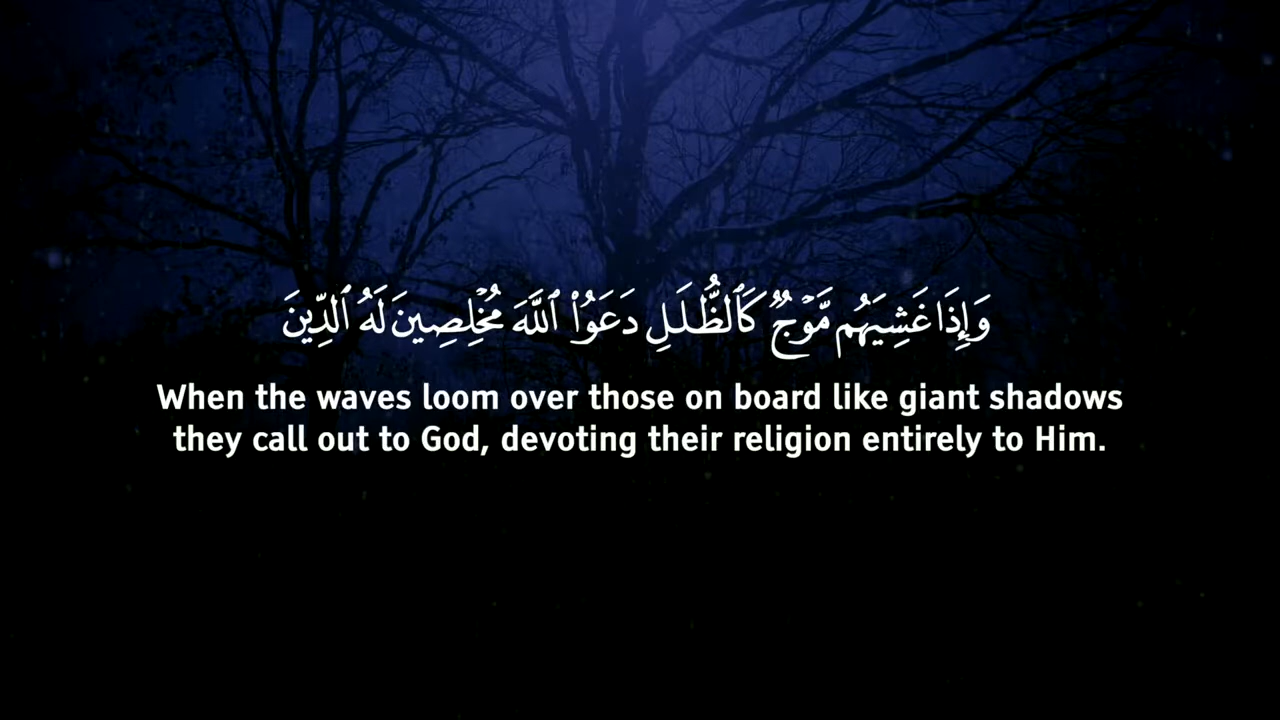 وَإِذَا غَشِيَهُم مَّوْجٌ كَٱلظُّلَلِ دَعَوُا۟ ٱللَّهَ مُخْلِصِينَ لَهُ ٱلدِّينَ
When the waves loom over those on board like giant shadows
they call out to God, devoting their religion entirely to Him.